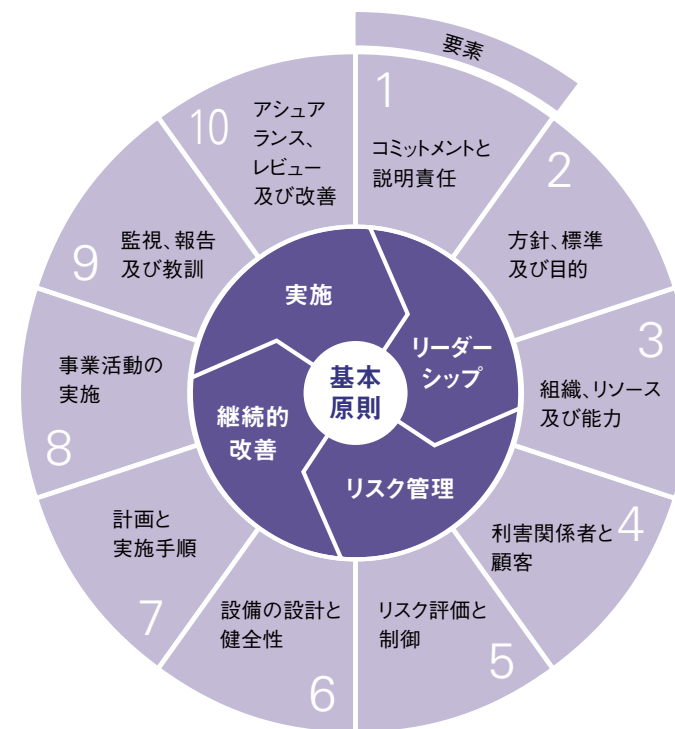 要素
1
コミットメントと
説明責任
2
方針、標準
及び目的
3
組織、リソース
及び能力
4
利害関係者と
顧客
5
リスク評価と
制御
6
設備の設計と
健全性
7
計画と
実施手順
8
事業活動の
実施
9
監視、報告
及び教訓
10
アシュア
ランス、
レビュー
及び改善
実施
リーダー
シップ
リスク管理
継続的
改善
基本
原則